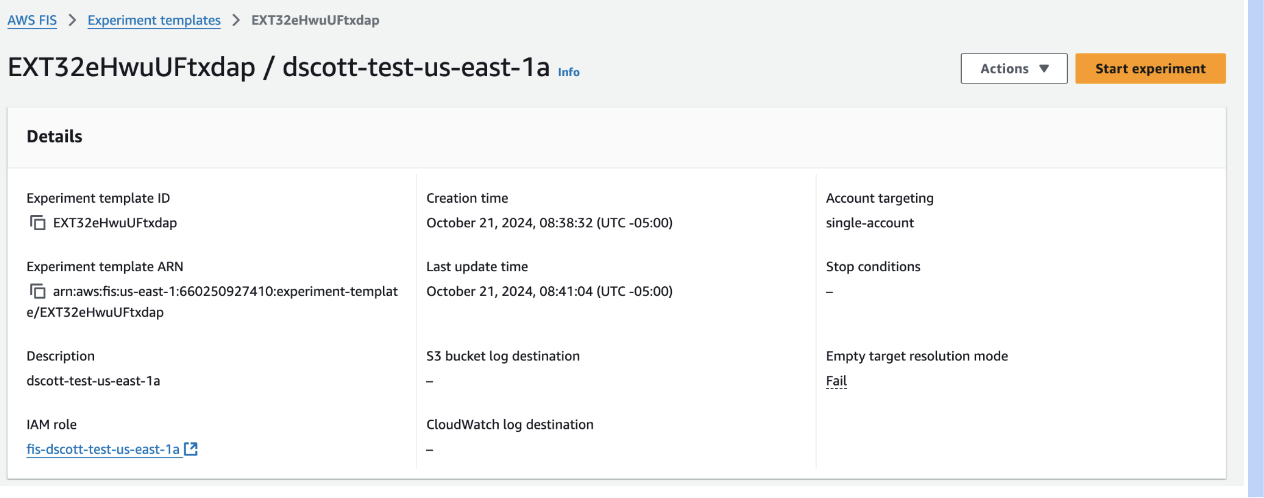 AWS FIS > Experiment templates > EXT32eHwuUFtxdap
EXT32eHwuUFtxdap / dscott-test-us-east-1a Info
Actions ▼ Start experiment
Details
Experiment template ID
EXT32eHwuUFtxdap
Experiment template ARN
arn:aws:fis:us-east-1:660250927410:experiment-templat
e/EXT32eHwuUFtxdap
Description
dscott-test-us-east-1a
IAM role
fis-dscott-test-us-east-1a
Creation time
October 21, 2024, 08:38:32 (UTC -05:00)
Last update time
October 21, 2024, 08:41:04 (UTC -05:00)
S3 bucket log destination
–
CloudWatch log destination
–
Account targeting
single-account
Stop conditions
–
Empty target resolution mode
Fail